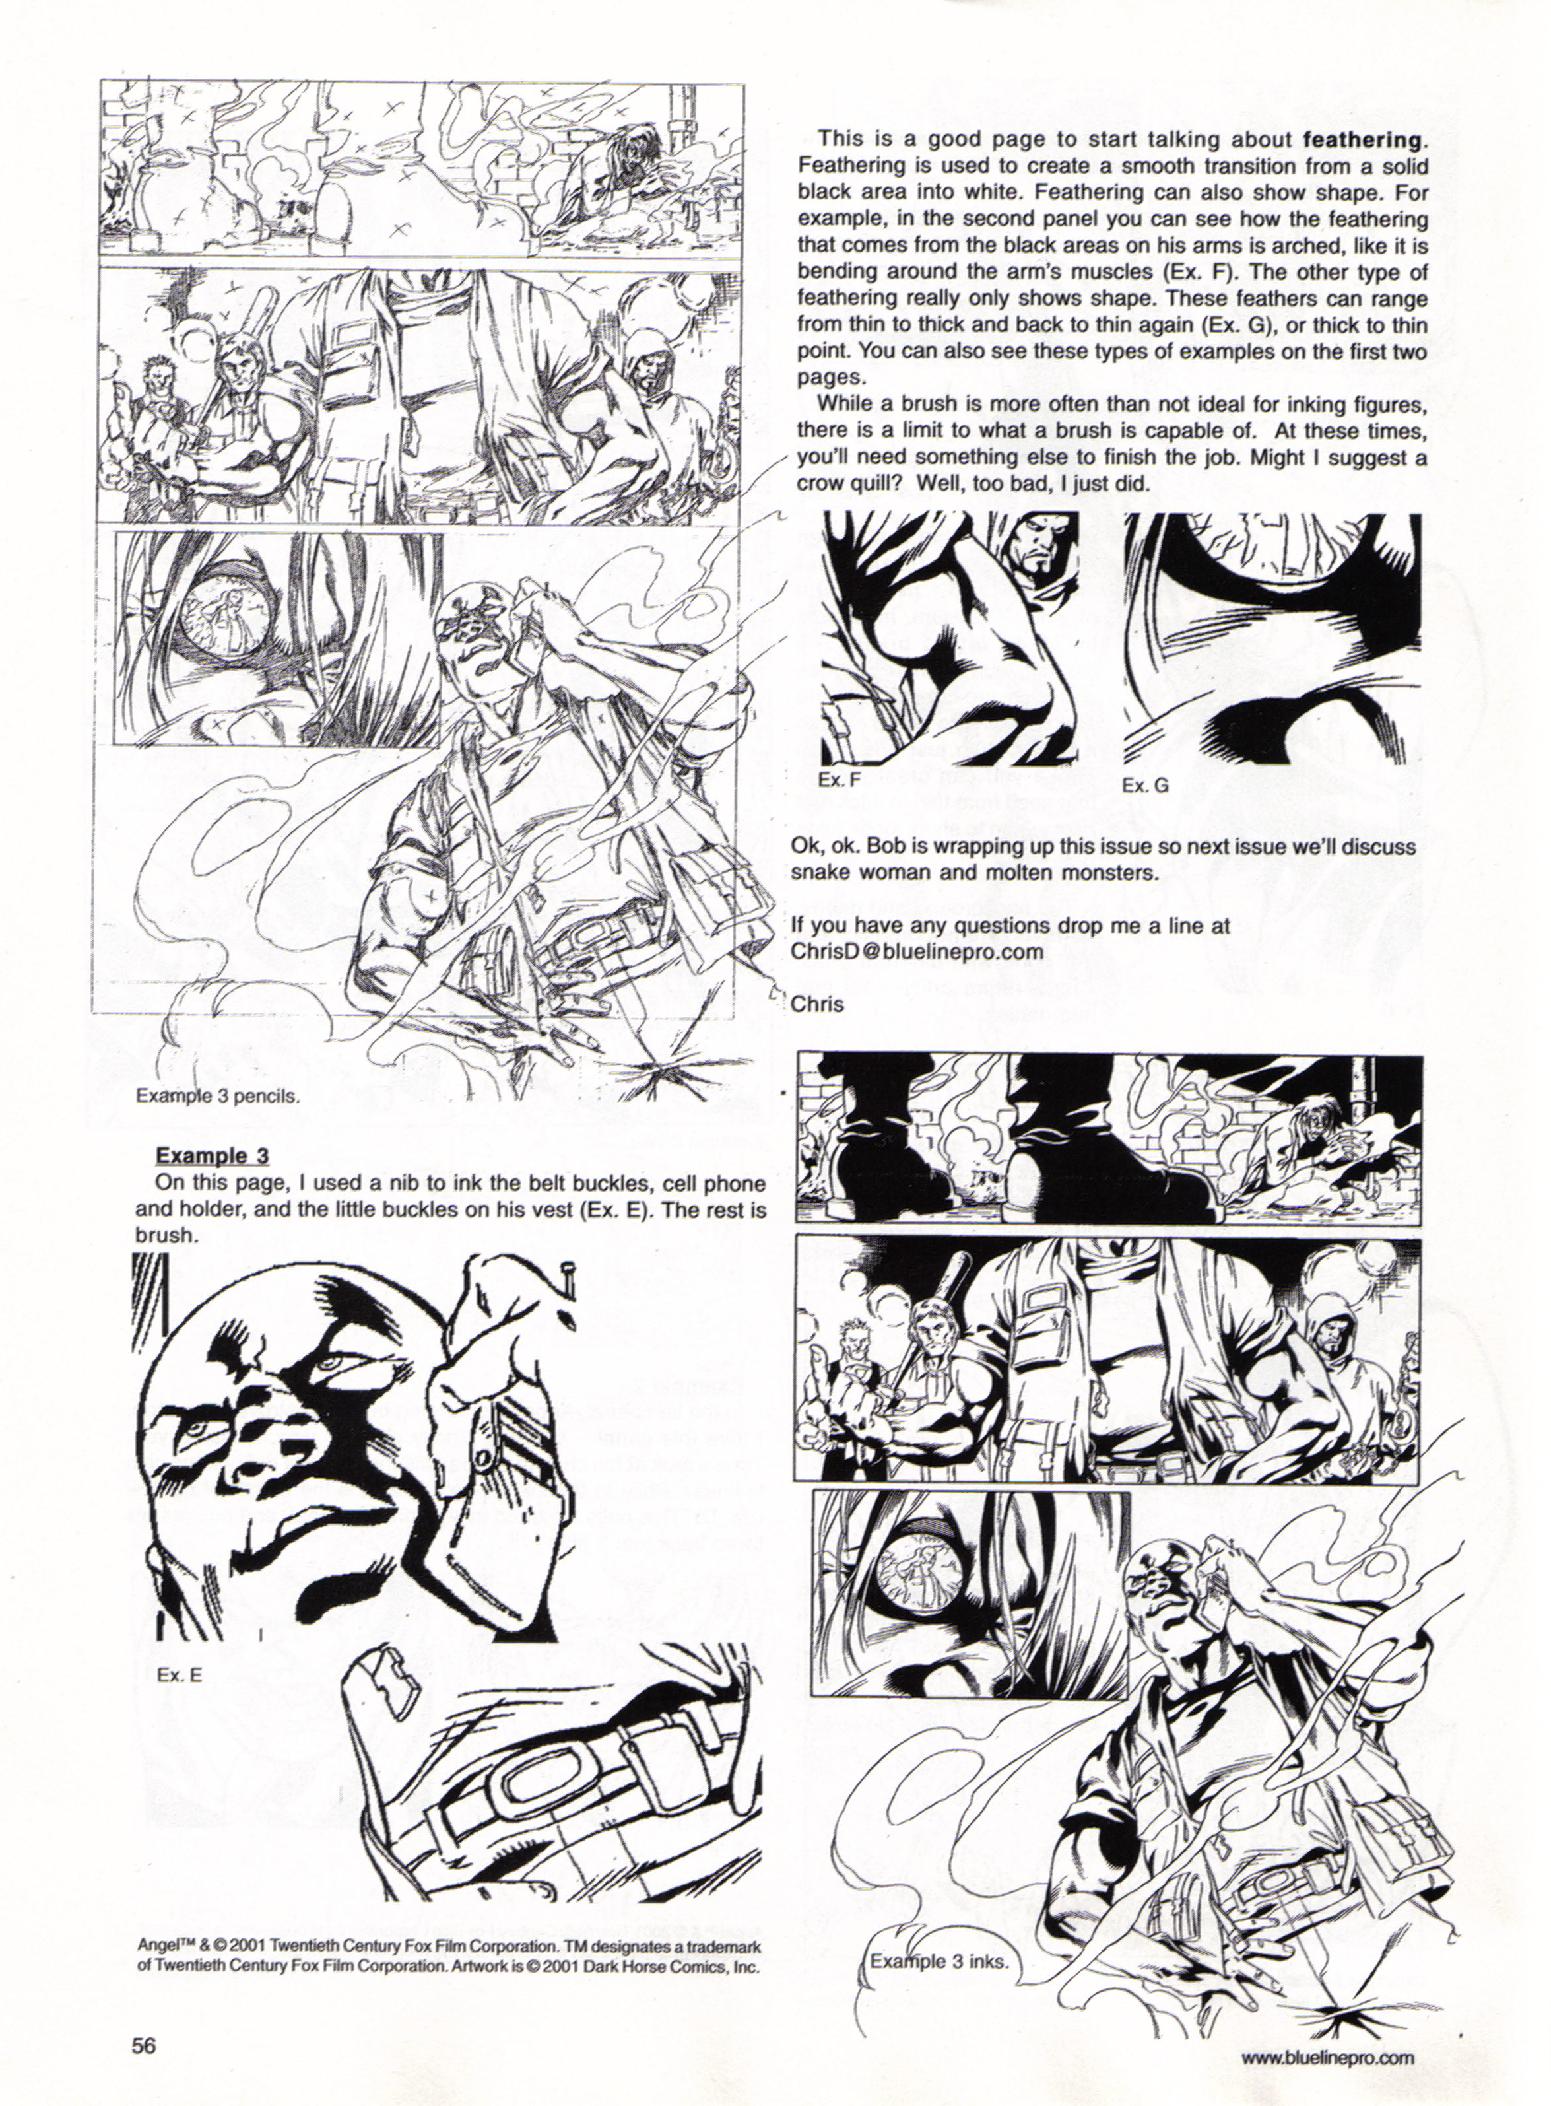 Example 3 pencils.
Example 3
On this page, I used a nib to ink the belt buckles, cell phone
and holder, and the little buckles on his vest (Ex. E). The rest is
brush.
Ex. E
Angel™ & © 2001 Twentieth Century Fox Film Corporation. TM designates a trademark
of Twentieth Century Fox Film Corporation. Artwork is © 2001 Dark Horse Comics, Inc.
56
This is a good page to start talking about feathering.
Feathering is used to create a smooth transition from a solid
black area into white. Feathering can also show shape. For
example, in the second panel you can see how the feathering
that comes from the black areas on his arms is arched, like it is
bending around the arm's muscles (Ex. F). The other type of
feathering really only shows shape. These feathers can range
from thin to thick and back to thin again (Ex. G), or thick to thin
point. You can also see these types of examples on the first two
pages.
While a brush is more often than not ideal for inking figures,
there is a limit to what a brush is capable of. At these times,
you'll need something else to finish the job. Might I suggest a
crow quill? Well, too bad, I just did.
Ex. F
Ex. G
Ok, ok. Bob is wrapping up this issue so next issue we'll discuss
snake woman and molten monsters.
If you have any questions drop me a line at
ChrisD@bluelinepro.com
Chris
Example 3 inks.
www.bluelinepro.com